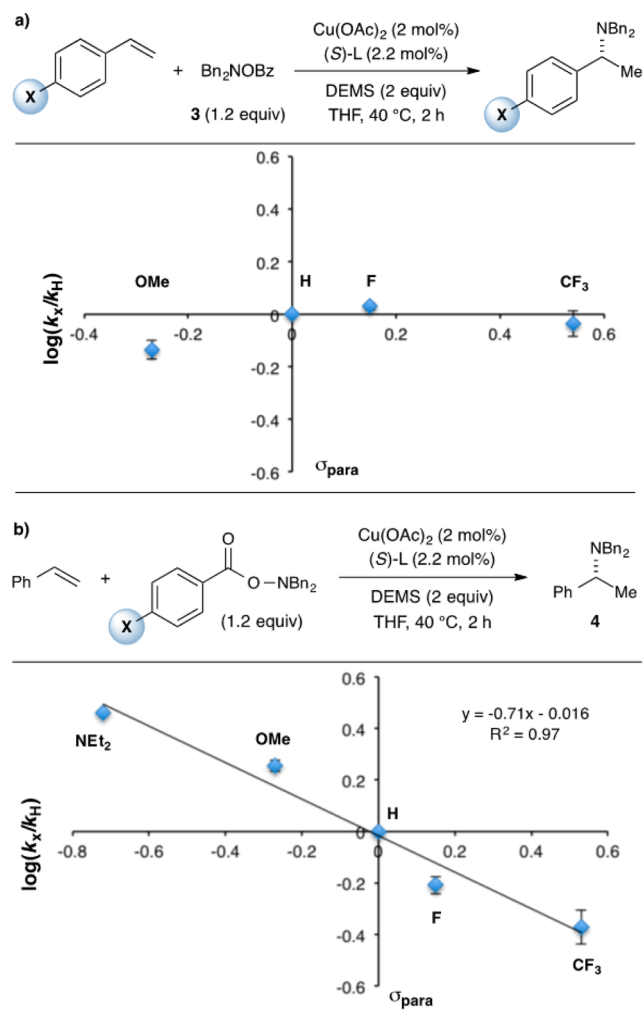 a)
X
+
Bn₂NOBz
3 (1.2 equiv)
Cu(OAc)₂ (2 mol%)
(S)-L (2.2 mol%)
DEMS (2 equiv)
THF, 40 °C, 2 h
NBn₂
Me
X
log(kₓ/k_H)
0.6
0.4
0.2
0
-0.2
-0.4
-0.6
-0.4
-0.2
0
0.2
0.4
0.6
OMe
H
F
CF₃
σpara
b)
Ph
+
O
O
NBn₂
X
(1.2 equiv)
Cu(OAc)₂ (2 mol%)
(S)-L (2.2 mol%)
DEMS (2 equiv)
THF, 40 °C, 2 h
NBn₂
Ph
Me
4
log(kₓ/k_H)
0.6
0.4
0.2
0
-0.2
-0.4
-0.6
-0.8
-0.6
-0.4
-0.2
0
0.2
0.4
0.6
y = -0.71x - 0.016
R² = 0.97
NEt₂
OMe
H
F
CF₃
σpara